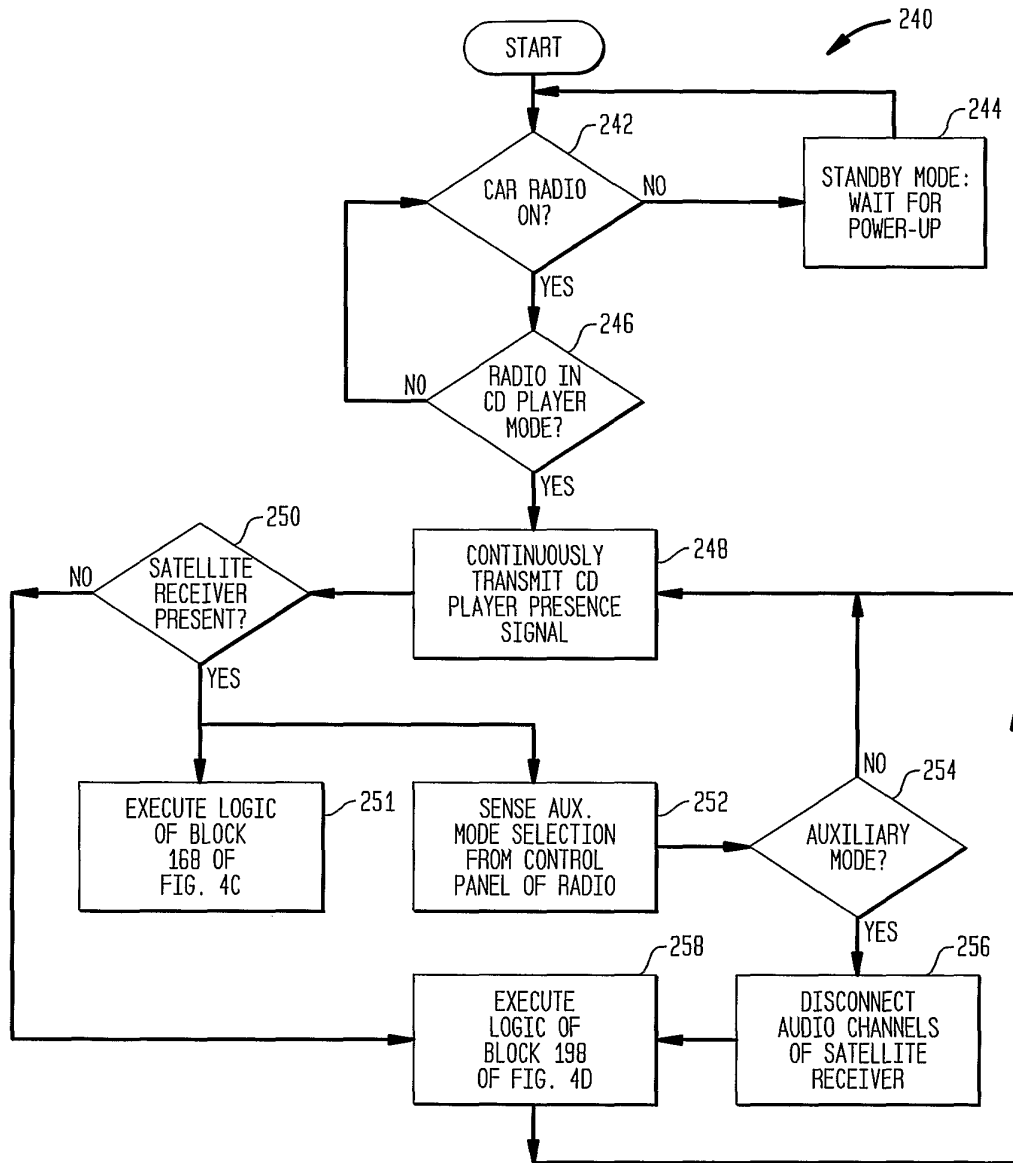 START
240
242
CAR RADIO
ON?
NO
YES
244
STANDBY MODE:
WAIT FOR
POWER-UP
246
RADIO IN
CD PLAYER
MODE?
NO
YES
248
CONTINUOUSLY
TRANSMIT CD
PLAYER PRESENCE
SIGNAL
250
SATELLITE
RECEIVER
PRESENT?
NO
YES
251
EXECUTE LOGIC
OF BLOCK
168 OF
FIG. 4C
252
SENSE AUX.
MODE SELECTION
FROM CONTROL
PANEL OF RADIO
254
AUXILIARY
MODE?
NO
YES
256
DISCONNECT
AUDIO CHANNELS
OF SATELLITE
RECEIVER
258
EXECUTE
LOGIC OF
BLOCK 198
OF FIG. 4D